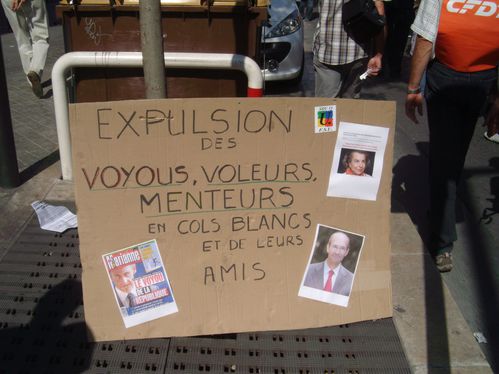 CFDT
EXPULSION
DES
VOYOUS, VOLEURS,
MENTEURS
EN COLS BLANCS
ET DE LEURS
AMIS
Marianne
LE VOYOU
DE LA
RÉPUBLIQUE